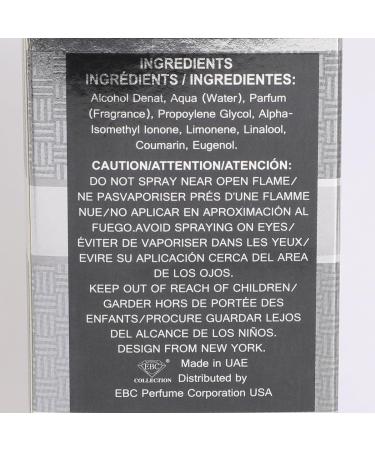 INGREDIENTS
INGRÉDIENTS / INGREDIENTES:
Alcohol Denat, Aqua (Water), Parfum
(Fragrance), Propoylene Glycol, Alpha-
Isomethyl Ionone, Limonene, Linalool,
Coumarin, Eugenol.
CAUTION/ATTENTION/ATENCIÓN:
DO NOT SPRAY NEAR OPEN FLAME/
NE PASVAPORISER PRÉS D'UNE FLAMME
NUE/NO APLICAR EN APROXIMACIÓN AL
FUEGO.AVOID SPRAYING ON EYES/
ÉVITER DE VAPORISER DANS LES YEUX/
EVIRE SU APLICACIÓN CERCA DEL AREA
DE LOS OJOS.
KEEP OUT OF REACH OF CHILDREN/
GARDER HORS DE PORTÉE DES
ENFANTS/PROCURE GUARDAR LEJOS
DEL ALCANCE DE LOS NIÑOS.
DESIGN FROM NEW YORK.
EBC
COLLECTION
Made in UAE
Distributed by
EBC Perfume Corporation USA